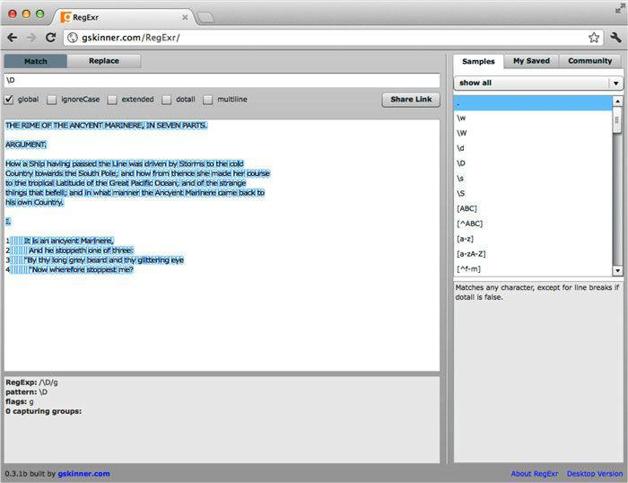 RegExr
gskinner.com/RegExr/
Match Replace
\D
global ignoreCase extended dotall multiline Share Link
THE RIME OF THE ANCYENT MARINERE, IN SEVEN PARTS.
ARGUMENT.
How a Ship having passed the Line was driven by Storms to the cold
Country towards the South Pole; and how from thence she made her course
to the tropical Latitude of the Great Pacific Ocean; and of the strange
things that befell; and in what manner the Ancyent Marinere came back to
his own Country.
I.
1 It is an ancyent Marinere,
2 And he stoppeth one of three:
3 "By thy long grey beard and thy glittering eye
4 "Now wherefore stoppest me?
RegExp: /\D/g
pattern: \D
flags: g
0 capturing groups:
Samples My Saved Community
show all
.
\w
\W
\d
\D
\s
\S
[ABC]
[^ABC]
[a-z]
[a-zA-Z]
[^f-m]
Matches any character, except for line breaks if
dotall is false.
0.3.1b built by gskinner.com
About RegExr Desktop Version